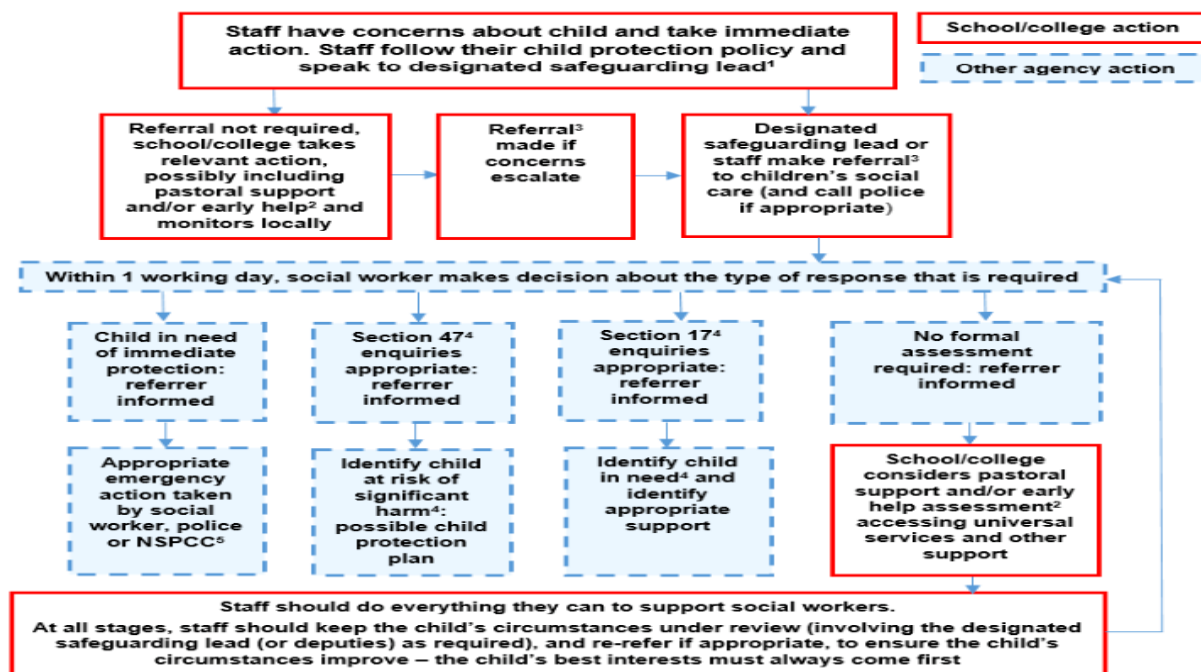 Staff have concerns about child and take immediate
action. Staff follow their child protection policy and
speak to designated safeguarding lead¹
School/college action
Other agency action
Referral not required,
school/college takes
relevant action,
possibly including
pastoral support
and/or early help² and
monitors locally
Referral³
made if
concerns
escalate
Designated
safeguarding lead or
staff make referral³
to children's social
care (and call police
if appropriate)
Within 1 working day, social worker makes decision about the type of response that is required
Child in need
of immediate
protection:
referrer
informed
Section 47⁴
enquiries
appropriate:
referrer
informed
Section 17⁴
enquiries
appropriate:
referrer
informed
No formal
assessment
required: referrer
informed
Appropriate
emergency
action taken
by social
worker, police
or NSPCC⁵
Identify child
at risk of
significant
harm⁴:
possible child
protection
plan
Identify child
in need⁴ and
identify
appropriate
support
School/college
considers pastoral
support and/or early
help assessment²
accessing universal
services and other
support
Staff should do everything they can to support social workers.
At all stages, staff should keep the child's circumstances under review (involving the designated
safeguarding lead (or deputies) as required), and re-refer if appropriate, to ensure the child's
circumstances improve – the child's best interests must always come first